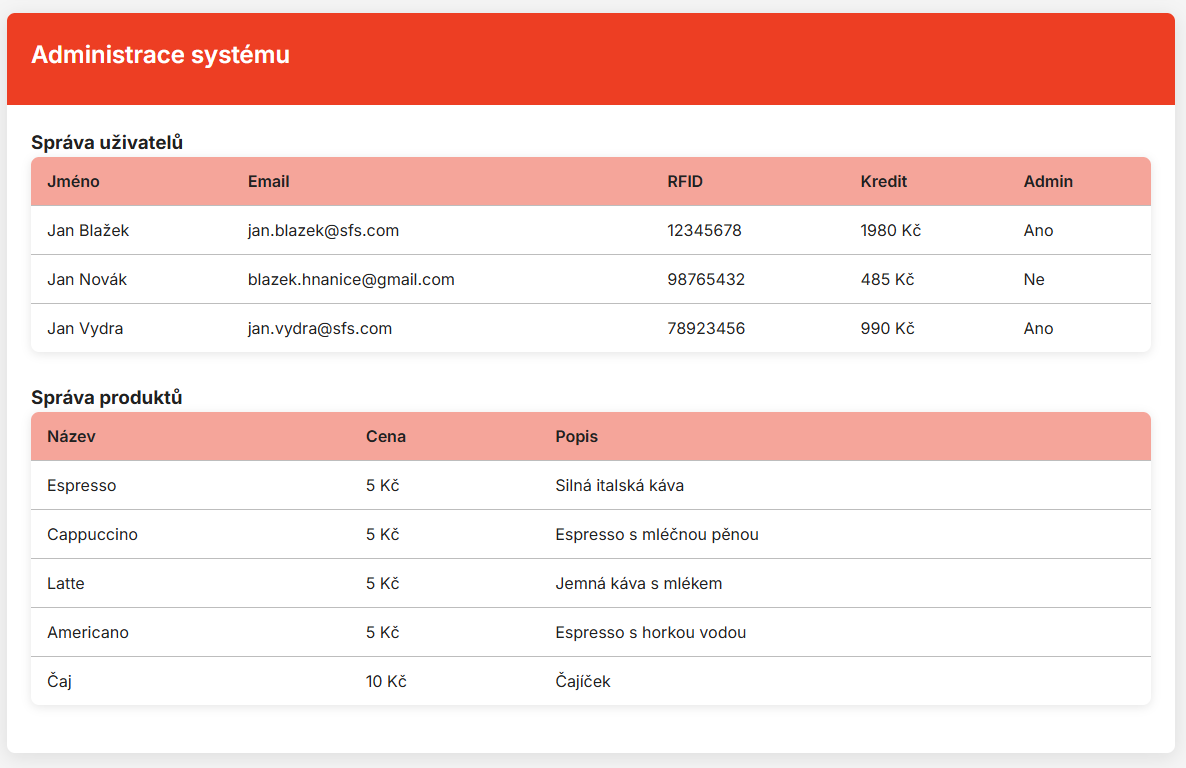 Administrace systému
Správa uživatelů
Jméno Email RFID Kredit Admin
Jan Blažek jan.blazek@sfs.com 12345678 1980 Kč Ano
Jan Novák blazek.hnanice@gmail.com 98765432 485 Kč Ne
Jan Vydra jan.vydra@sfs.com 78923456 990 Kč Ano
Správa produktů
Název Cena Popis
Espresso 5 Kč Silná italská káva
Cappuccino 5 Kč Espresso s mléčnou pěnou
Latte 5 Kč Jemná káva s mlékem
Americano 5 Kč Espresso s horkou vodou
Čaj 10 Kč Čajíček